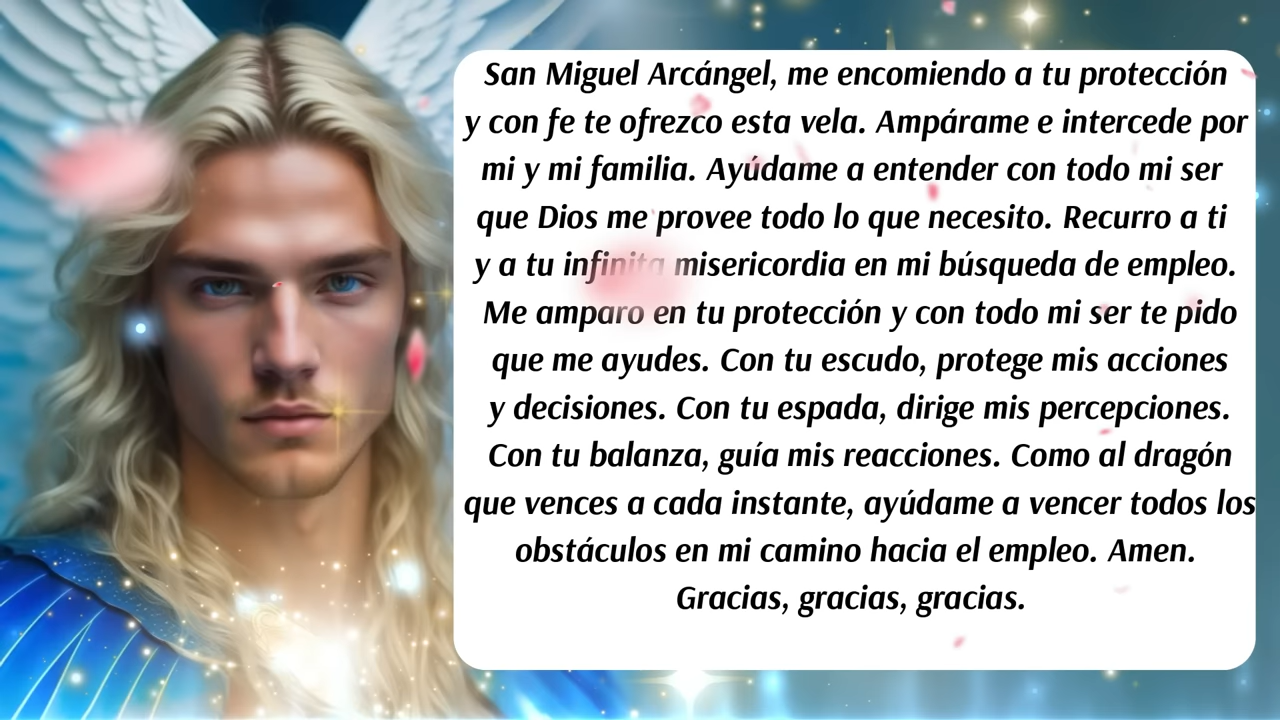 San Miguel Arcángel, me encomiendo a tu protección
y con fe te ofrezco esta vela. Ampárame e intercede por
mi y mi familia. Ayúdame a entender con todo mi ser
que Dios me provee todo lo que necesito. Recurro a ti
y a tu infinita misericordia en mi búsqueda de empleo.
Me amparo en tu protección y con todo mi ser te pido
que me ayudes. Con tu escudo, protege mis acciones
y decisiones. Con tu espada, dirige mis percepciones.
Con tu balanza, guía mis reacciones. Como al dragón
que vences a cada instante, ayúdame a vencer todos los
obstáculos en mi camino hacia el empleo. Amen.
Gracias, gracias, gracias.